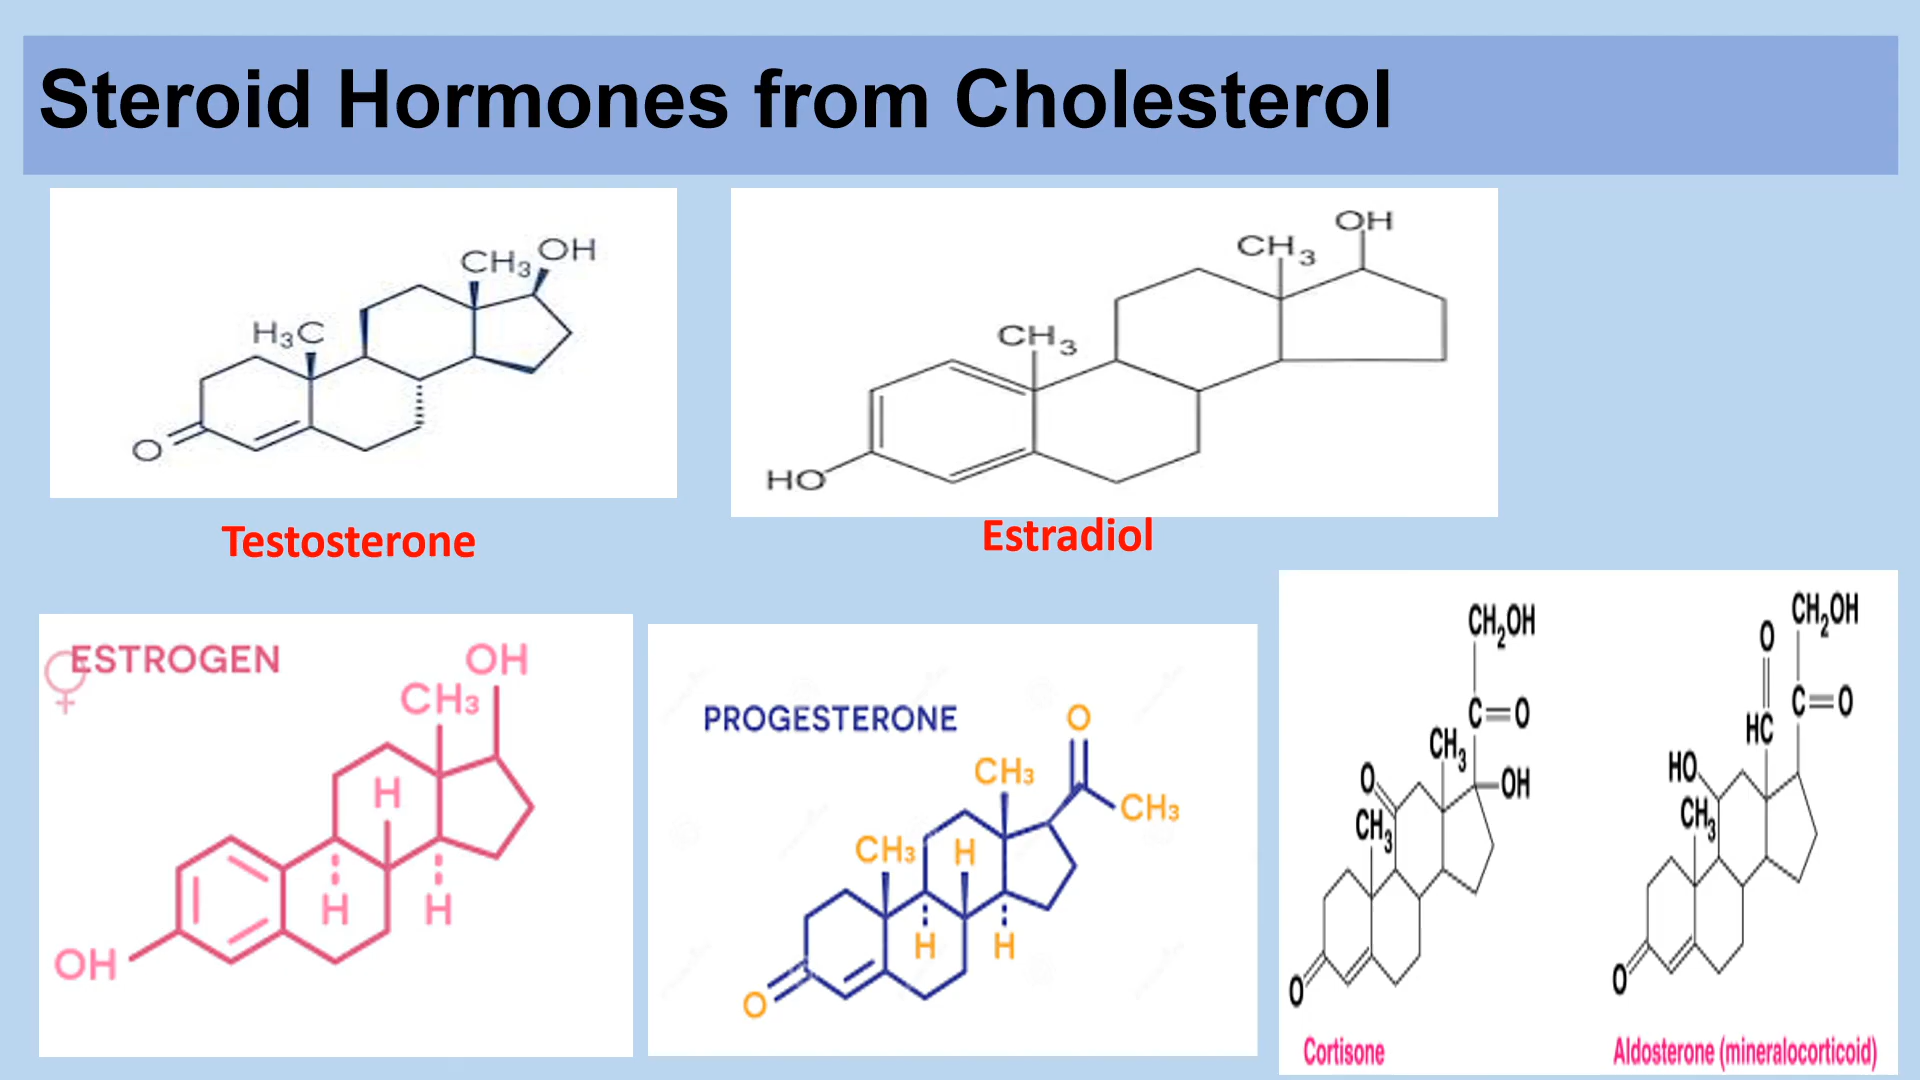 Steroid Hormones from Cholesterol
CH₃ OH
H₃C
O
Testosterone
OH
CH₃
CH₃
HO
Estradiol
ESTROGEN
OH
CH₃
H
H
H
OH
PROGESTERONE
O
CH₃
CH₃
CH₃
H
H
H
O
CH₂OH
C=O
CH₃
OH
O
CH₃
O
Cortisone
CH₂OH
O
C=O
HC
HO
CH₃
O
Aldosterone (mineralocorticoid)